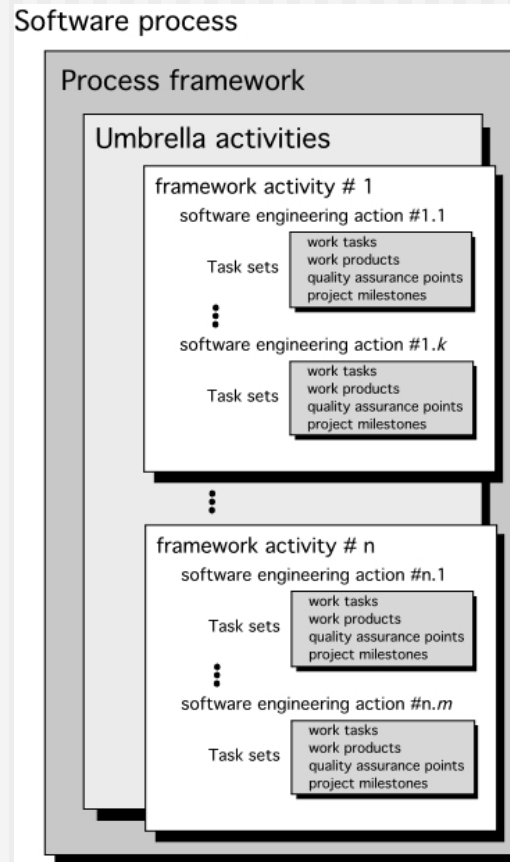 Software process
Process framework
Umbrella activities
framework activity # 1
software engineering action #1.1
Task sets
work tasks
work products
quality assurance points
project milestones
software engineering action #1.k
Task sets
work tasks
work products
quality assurance points
project milestones
framework activity # n
software engineering action #n.1
Task sets
work tasks
work products
quality assurance points
project milestones
software engineering action #n.m
Task sets
work tasks
work products
quality assurance points
project milestones